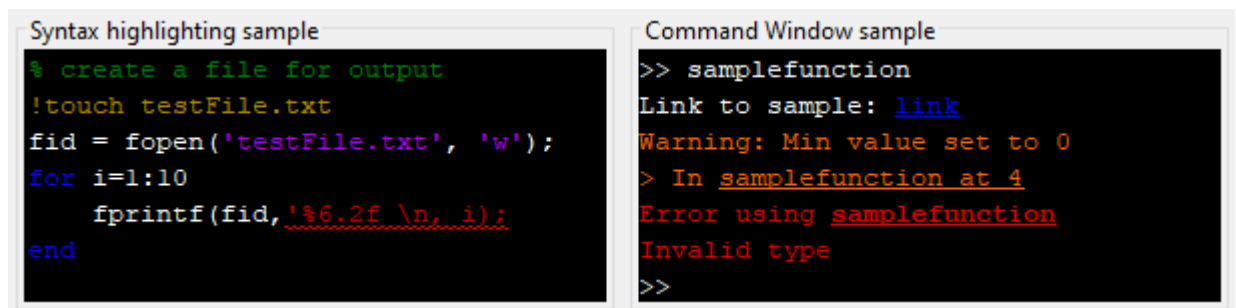 Syntax highlighting sample
% create a file for output
!touch testFile.txt
fid = fopen('testFile.txt', 'w');
for i=1:10
    fprintf(fid,'%6.2f \n, i);
end
Command Window sample
>> samplefunction
Link to sample: link
Warning: Min value set to 0
> In samplefunction at 4
Error using samplefunction
Invalid type
>>